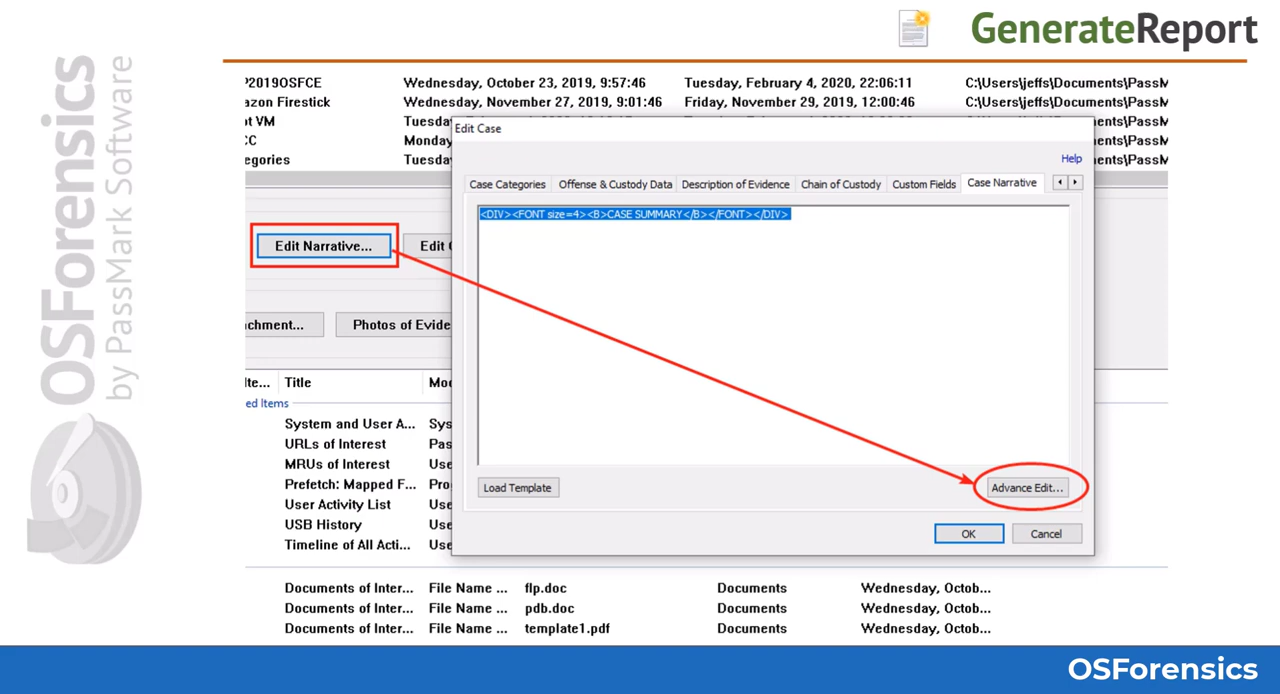 GenerateReport
OSForensics
by PassMark Software
P2019OSFCE Wednesday, October 23, 2019, 9:57:46 Tuesday, February 4, 2020, 22:06:11 C:\Users\jeffs\Documents\PassM
azon Firestick Wednesday, November 27, 2019, 9:01:46 Friday, November 29, 2019, 12:00:46 C:\Users\jeffs\Documents\PassM
ot VM Tuesda ents\PassM
CC Monday ents\PassM
egories Tuesda ents\PassM
Edit Case
Help
Case Categories Offense & Custody Data Description of Evidence Chain of Custody Custom Fields Case Narrative
<DIV><FONT size=4><B>CASE SUMMARY</B></FONT></DIV>
Edit Narrative... Edit
chment... Photos of Evide
Ite... Title Mo
ed Items
System and User A... Sys
URLs of Interest Pas
MRUs of Interest Use
Prefetch: Mapped F... Pro
User Activity List Use
USB History Use
Timeline of All Acti... Use
Load Template Advance Edit...
OK Cancel
Documents of Inter... File Name ... flp.doc Documents Wednesday, Octob...
Documents of Inter... File Name ... pdb.doc Documents Wednesday, Octob...
Documents of Inter... File Name ... template1.pdf Documents Wednesday, Octob...
OSForensics